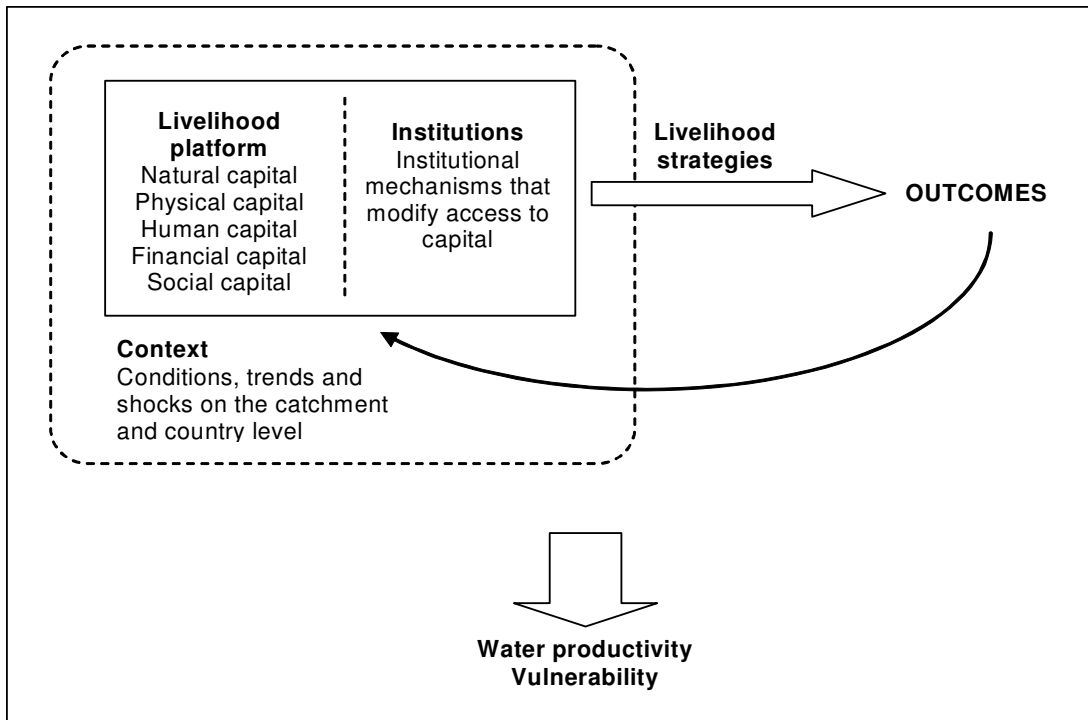 Livelihood
platform
Natural capital
Physical capital
Human capital
Financial capital
Social capital
Institutions
Institutional
mechanisms that
modify access to
capital
Livelihood
strategies
OUTCOMES
Context
Conditions, trends and
shocks on the catchment
and country level
Water productivity
Vulnerability